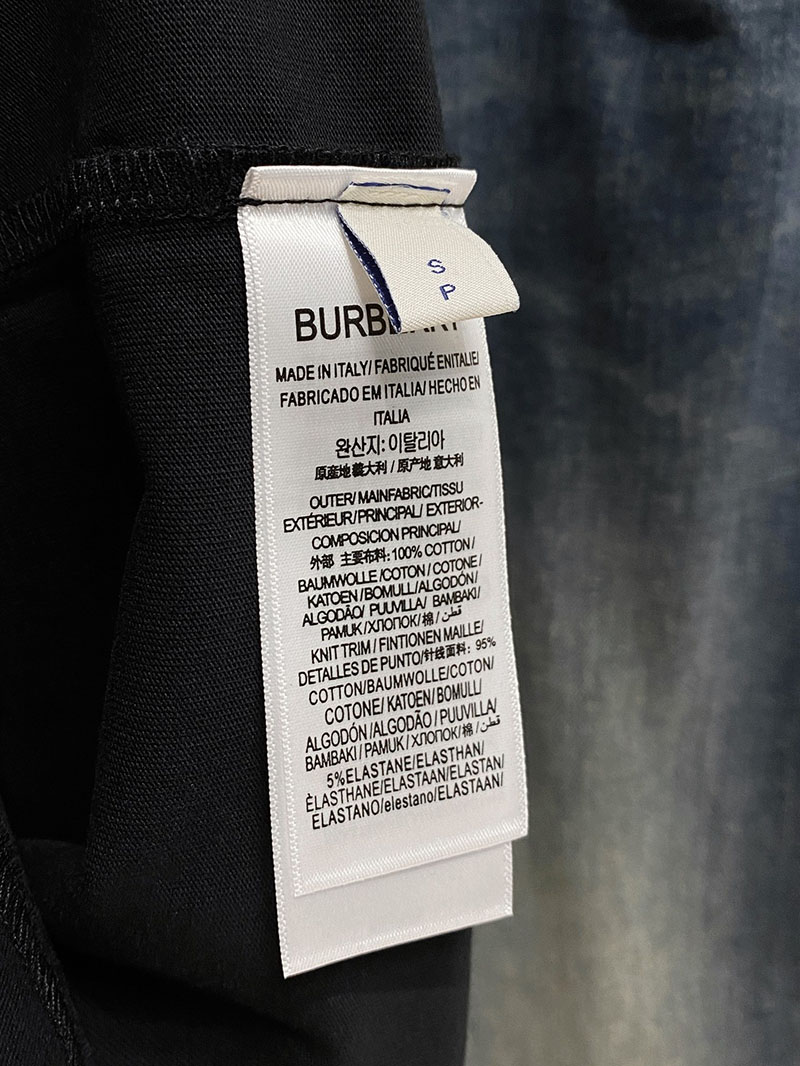 S
P
MADE IN ITALY/ FABRIQUÉ ENITALIE/
FABRICADO EM ITALIA/ HECHO EN
ITALIA
완산지: 이탈리아
原産地 義大利 / 原产地 意大利
OUTER/ MAINFABRIC/TISSU
EXTÉRIEUR/PRINCIPAL/ EXTERIOR-
COMPOSICION PRINCIPAL/
外部 主要布料: 100% COTTON/
BAUMWOLLE /COTON/ COTONE/
KATOEN /BOMULL/ALGODÓN/
ALGODÃO/ PUUVILLA/ BAMBAKI/
PAMUK/ХЛОПОК/棉/ قطن/
KNIT TRIM / FINTIONEN MAILLE/
DETALLES DE PUNTO/针线面料: 95%
COTTON/BAUMWOLLE/COTON/
COTONE/ KATOEN/ BOMULL/
ALGODÓN /ALGODÃO / PUUVILLA/
BAMBAKI / PAMUK / ХЛОПОК/棉/ قطن/
5%ELASTANE/ELASTHAN/
ÈLASTHANE/ELASTAAN/ELASTAN/
ELASTANO/elestano/ELASTAAN/